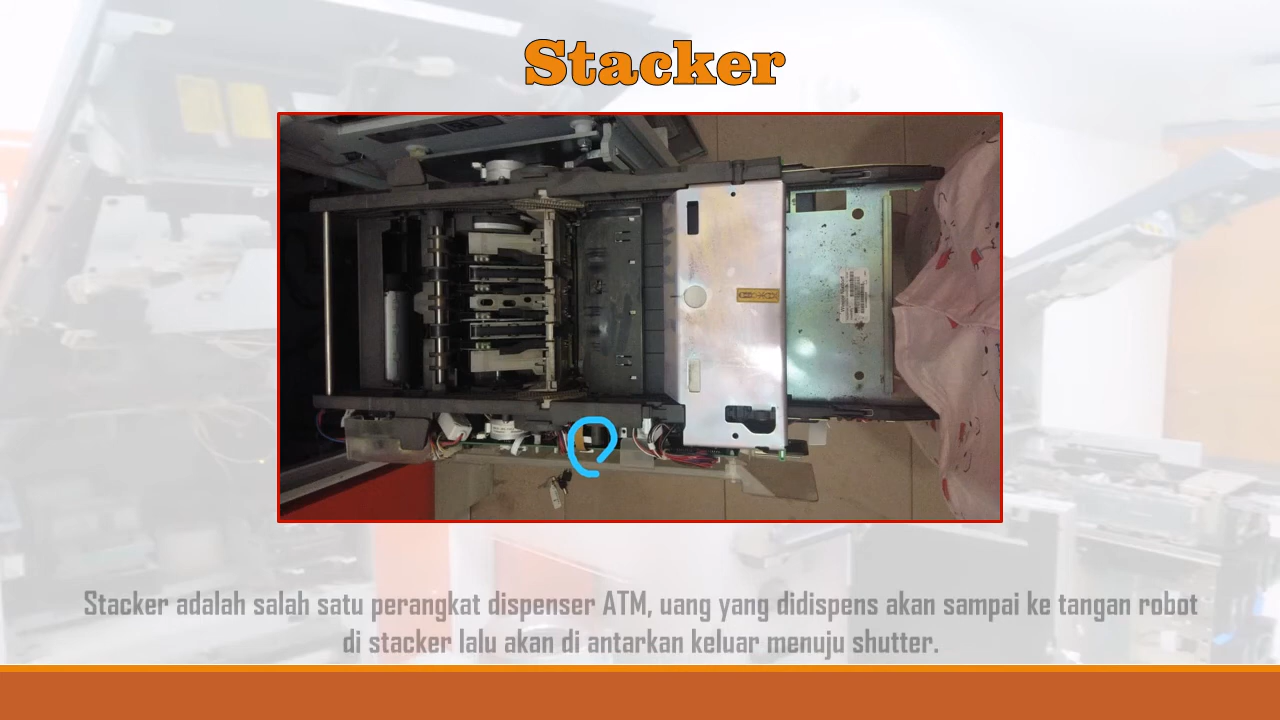 Stacker
Stacker adalah salah satu perangkat dispenser ATM, uang yang didispens akan sampai ke tangan robot
di stacker lalu akan di antarkan keluar menuju shutter.